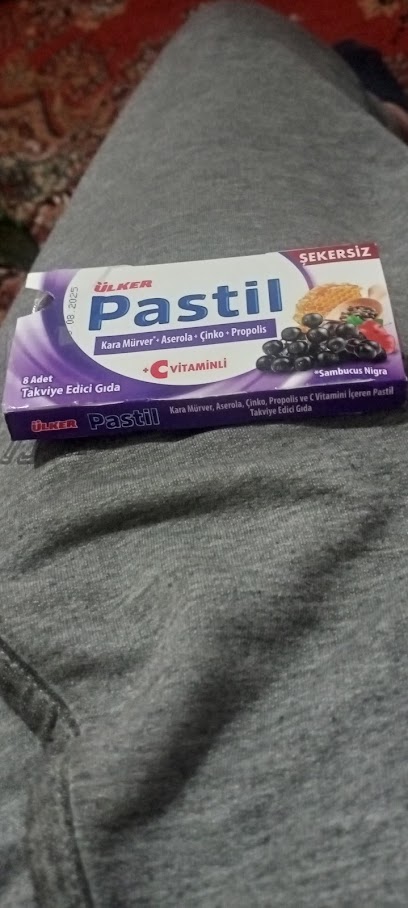 ŞEKERSİZ
ÜLKER
Pastil
Kara Mürver* • Aserola • Çinko • Propolis
+C VİTAMİNLİ
08 2025
8 Adet
Takviye Edici Gıda
*Sambucus Nigra
ÜLKER Pastil
Kara Mürver, Aserola, Çinko, Propolis ve C Vitamini İçeren Pastil
Takviye Edici Gıda